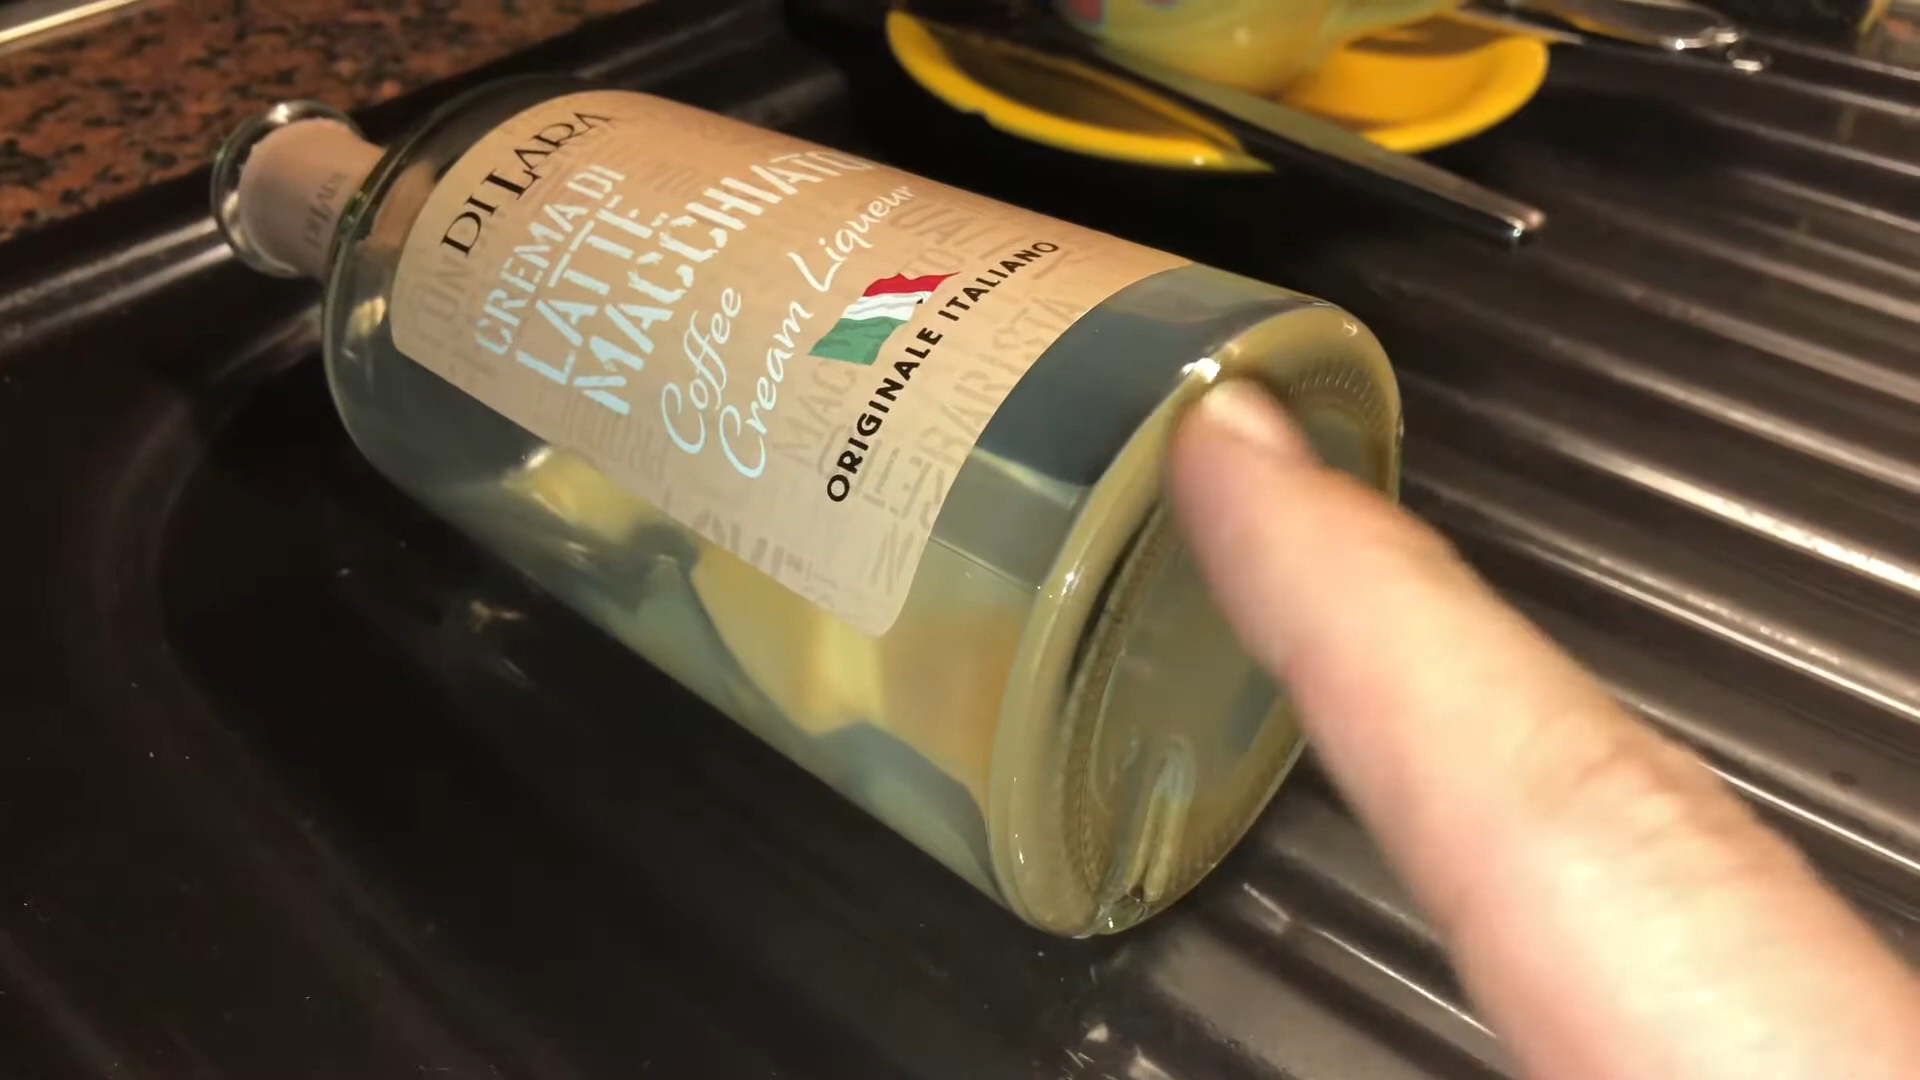 DI LARA
CREMA DI
LATTE
MACCHIATO
Coffee
Cream Liqueur
ORIGINALE ITALIANO